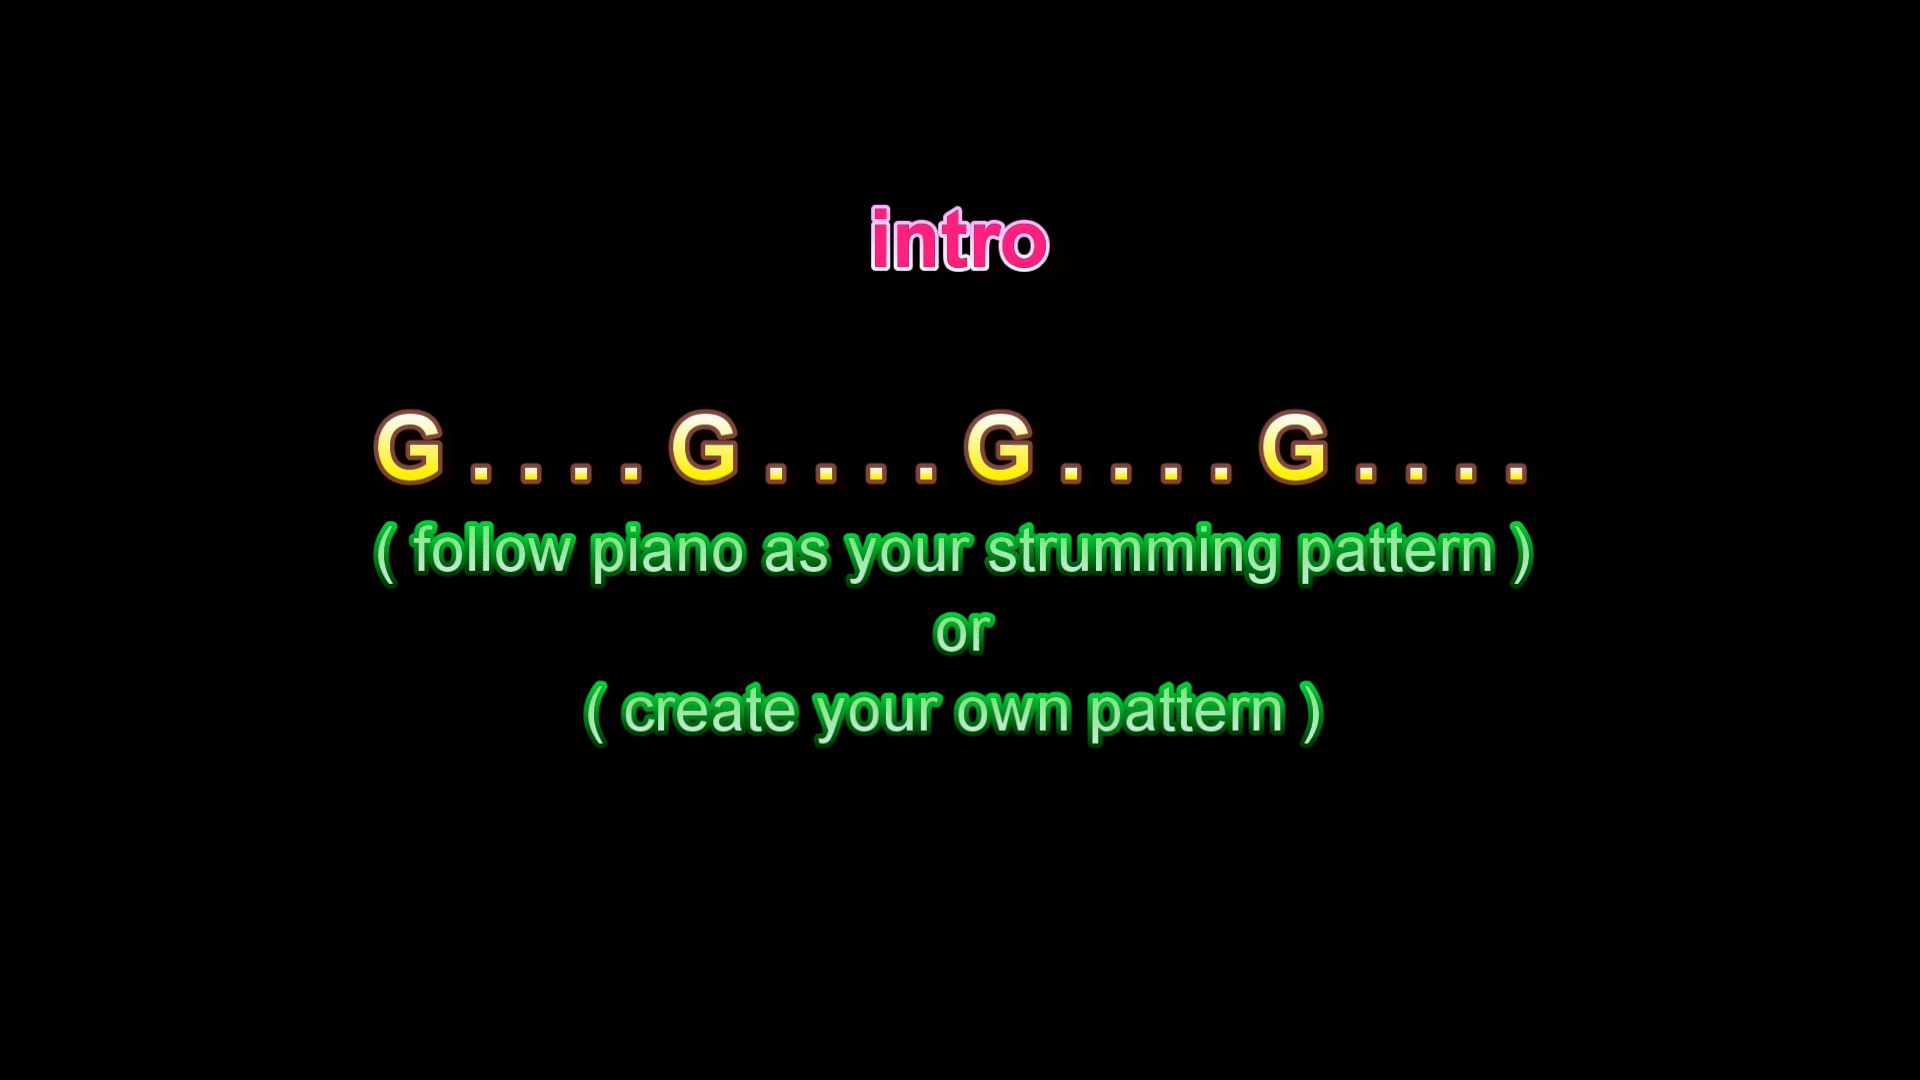 intro
G . . . . G . . . . G . . . . G . . . .
( follow piano as your strumming pattern )
or
( create your own pattern )